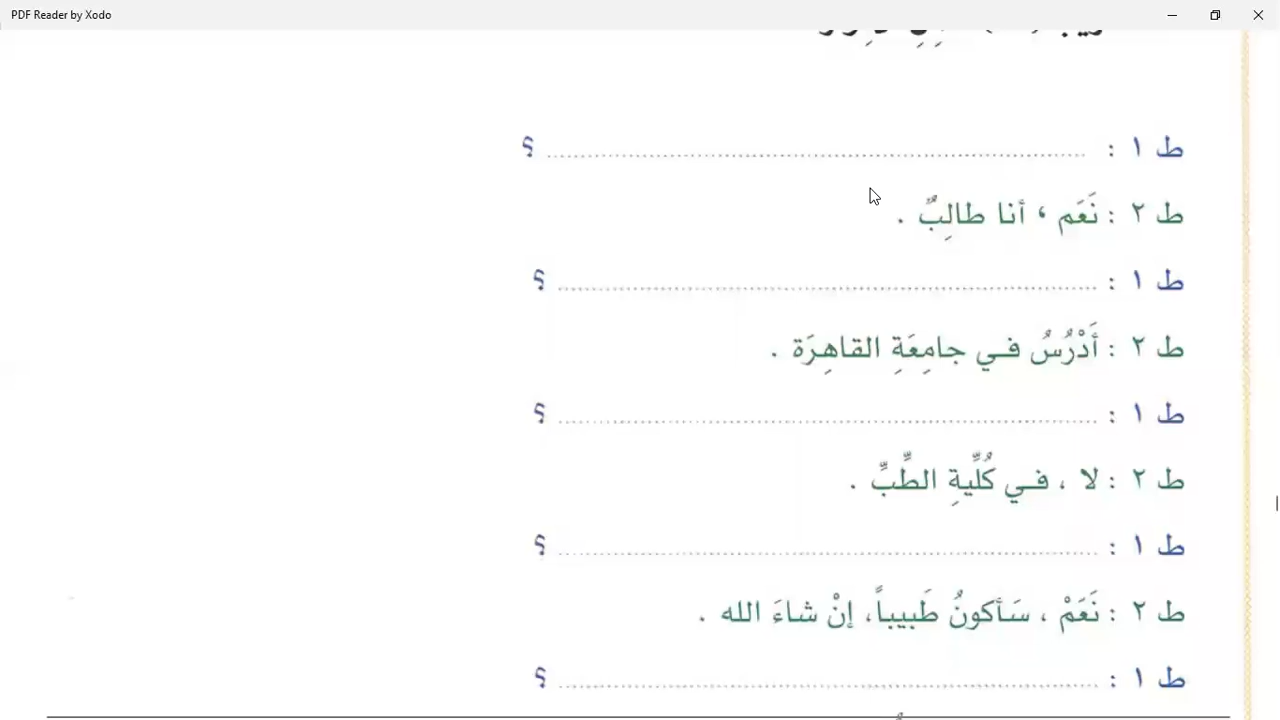 PDF Reader by Xodo
ط ١ : ........................................ ؟
ط ٢ : نَعَم ، أنا طالِبٌ .
ط ١ : ........................................ ؟
ط ٢ : أَدْرُسُ في جامِعَةِ القاهِرَة .
ط ١ : ........................................ ؟
ط ٢ : لا ، في كُلِّيةِ الطِّبِّ .
ط ١ : ........................................ ؟
ط ٢ : نَعَمْ ، سَأكونُ طَبيباً، إنْ شاءَ الله .
ط ١ : ........................................ ؟